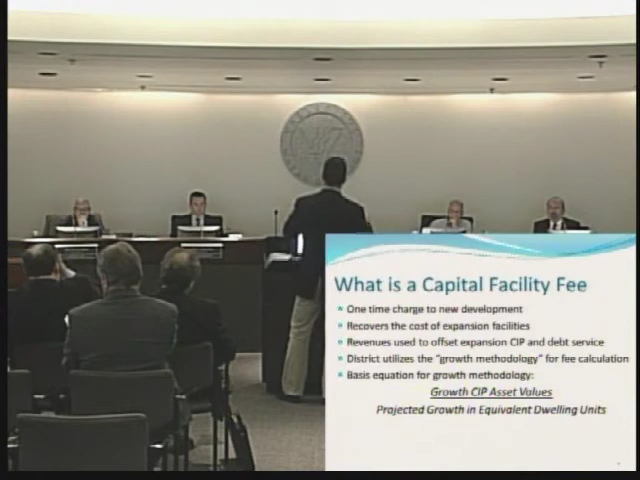 What is a Capital Facility Fee
One time charge to new development
Recovers the cost of expansion facilities
Revenues used to offset expansion CIP and debt service
District utilizes the "growth methodology" for fee calculation
Basis equation for growth methodology:
Growth CIP Asset Values
Projected Growth in Equivalent Dwelling Units